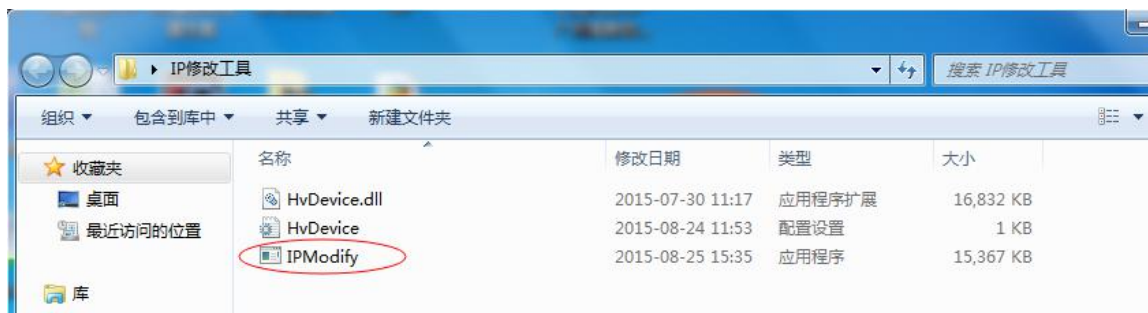 IP修改工具
搜索 IP修改工具
组织 包含到库中 共享 新建文件夹
收藏夹
桌面
最近访问的位置
库
名称 修改日期 类型 大小
HvDevice.dll 2015-07-30 11:17 应用程序扩展 16,832 KB
HvDevice 2015-08-24 11:53 配置设置 1 KB
IPModify 2015-08-25 15:35 应用程序 15,367 KB